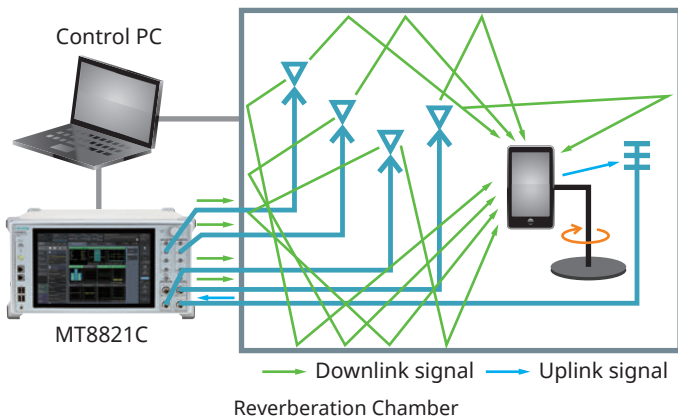 Control PC
MT8821C
Downlink signal
Uplink signal
Reverberation Chamber